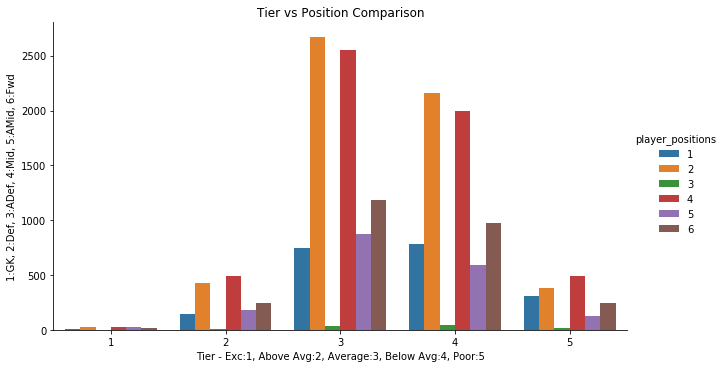 Tier vs Position Comparison
1:GK, 2:Def, 3:ADef, 4:Mid, 5:AMid, 6:Fwd
2500
2000
1500
1000
500
0
1 2 3 4 5
Tier - Exc:1, Above Avg:2, Average:3, Below Avg:4, Poor:5
player_positions
1
2
3
4
5
6